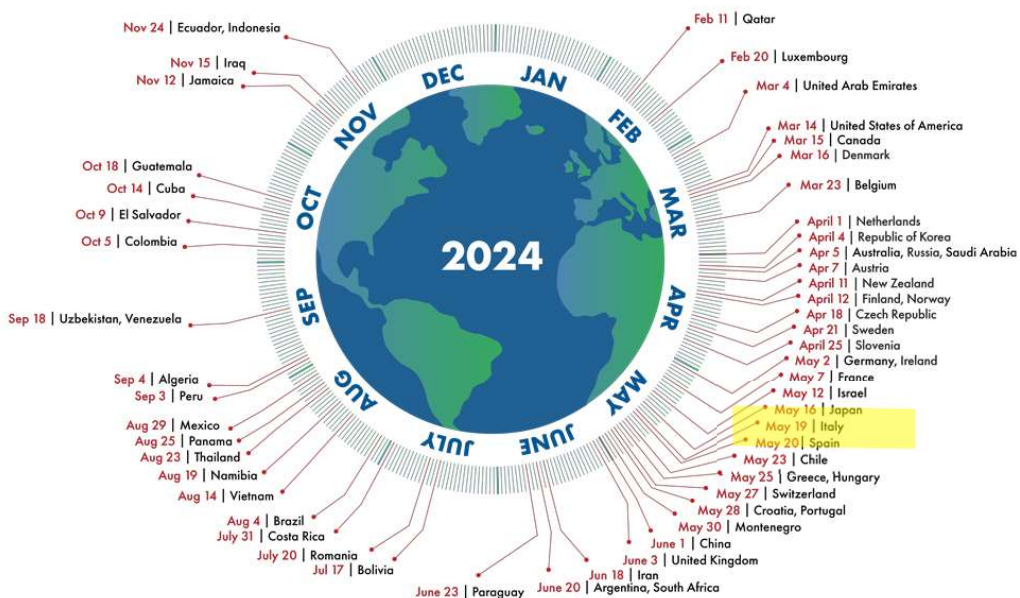 Nov 24 | Ecuador, Indonesia
Nov 15 | Iraq
Nov 12 | Jamaica
Oct 18 | Guatemala
Oct 14 | Cuba
Oct 9 | El Salvador
Oct 5 | Colombia
Sep 18 | Uzbekistan, Venezuela
Sep 4 | Algeria
Sep 3 | Peru
Aug 29 | Mexico
Aug 25 | Panama
Aug 23 | Thailand
Aug 19 | Namibia
Aug 14 | Vietnam
Aug 4 | Brazil
July 31 | Costa Rica
July 20 | Romania
Jul 17 | Bolivia
DEC
JAN
NOV
FEB
OCT
MAR
2024
SEP
APR
AUG
MAY
JULY
JUNE
Feb 11 | Qatar
Feb 20 | Luxembourg
Mar 4 | United Arab Emirates
Mar 14 | United States of America
Mar 15 | Canada
Mar 16 | Denmark
Mar 23 | Belgium
April 1 | Netherlands
April 4 | Republic of Korea
Apr 5 | Australia, Russia, Saudi Arabia
Apr 7 | Austria
April 11 | New Zealand
April 12 | Finland, Norway
Apr 18 | Czech Republic
Apr 21 | Sweden
April 25 | Slovenia
May 2 | Germany, Ireland
May 7 | France
May 12 | Israel
May 16 | Japan
May 19 | Italy
May 20 | Spain
May 23 | Chile
May 25 | Greece, Hungary
May 27 | Switzerland
May 28 | Croatia, Portugal
May 30 | Montenegro
June 1 | China
June 3 | United Kingdom
Jun 18 | Iran
June 20 | Argentina, South Africa
June 23 | Paraguay